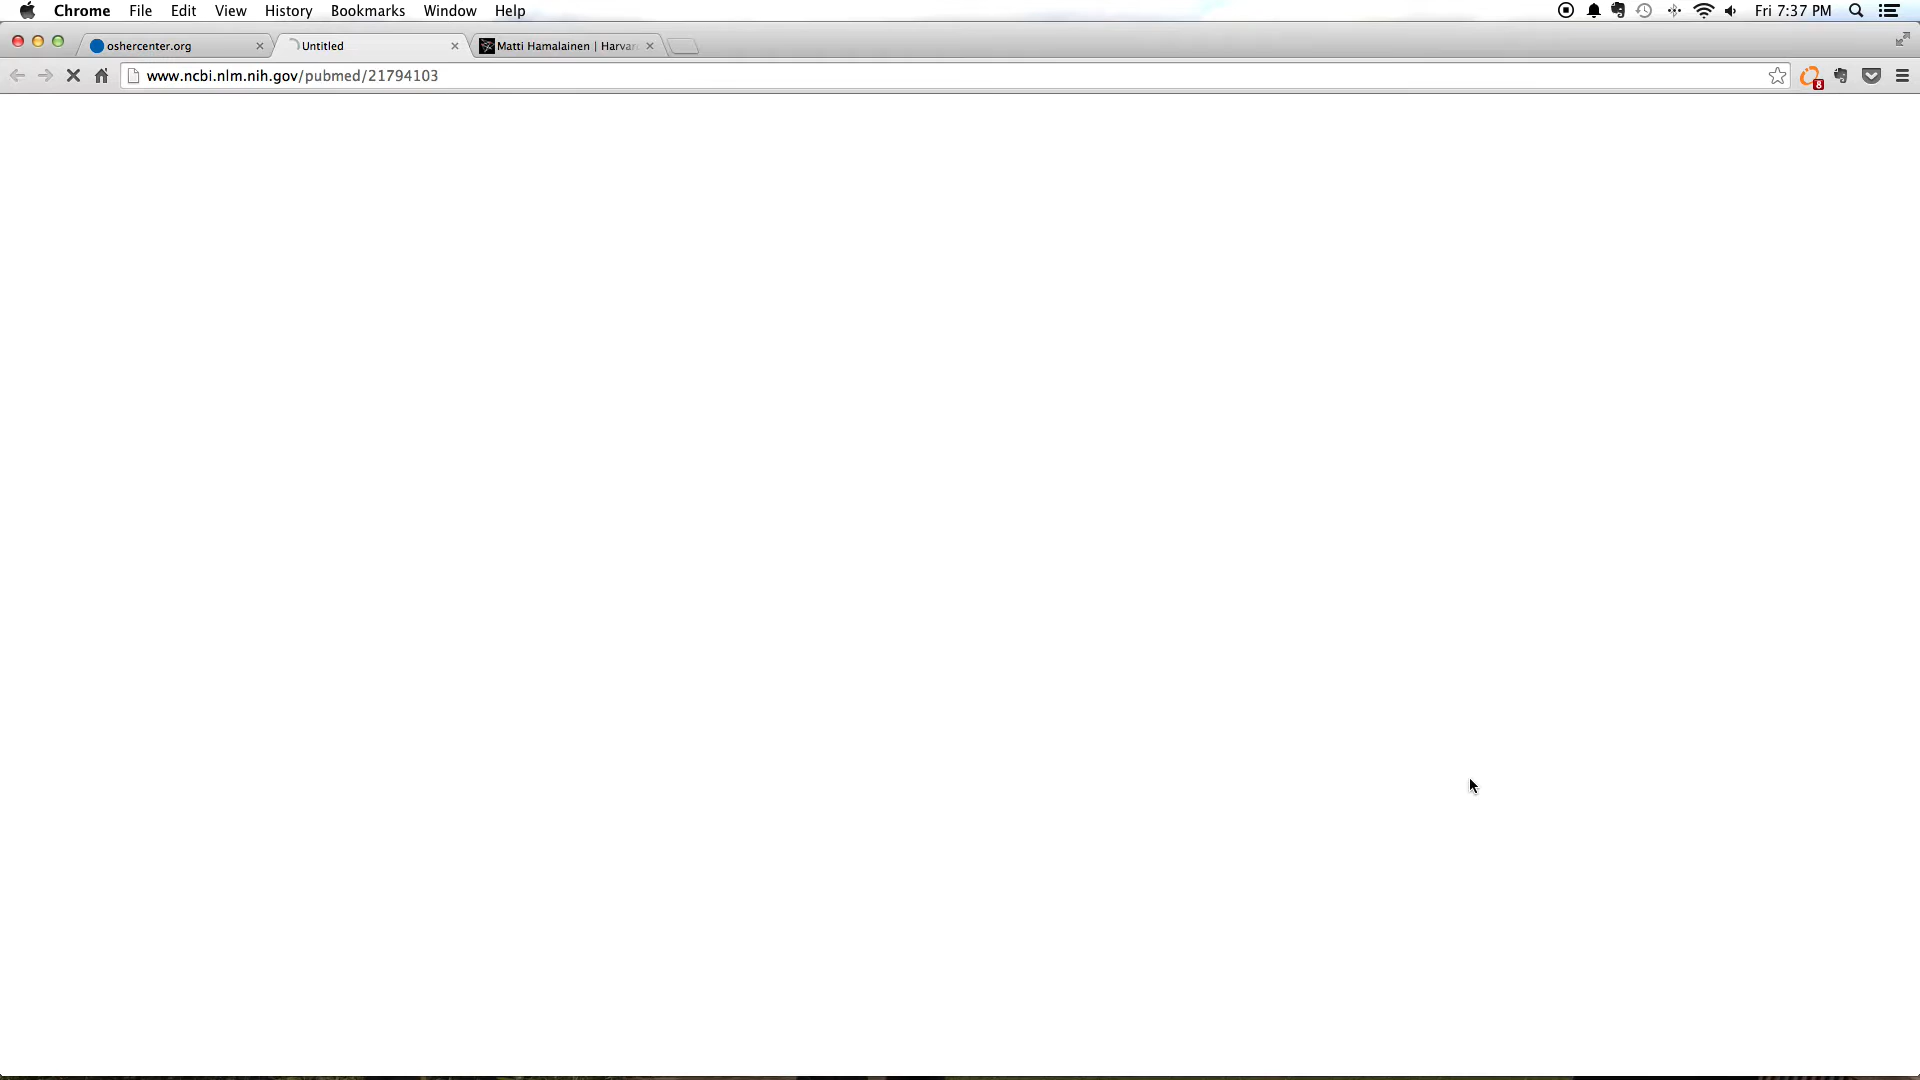 Chrome File Edit View History Bookmarks Window Help Fri 7:37 PM
oshercenter.org Untitled Matti Hamalainen | Harvar
www.ncbi.nlm.nih.gov/pubmed/21794103
8